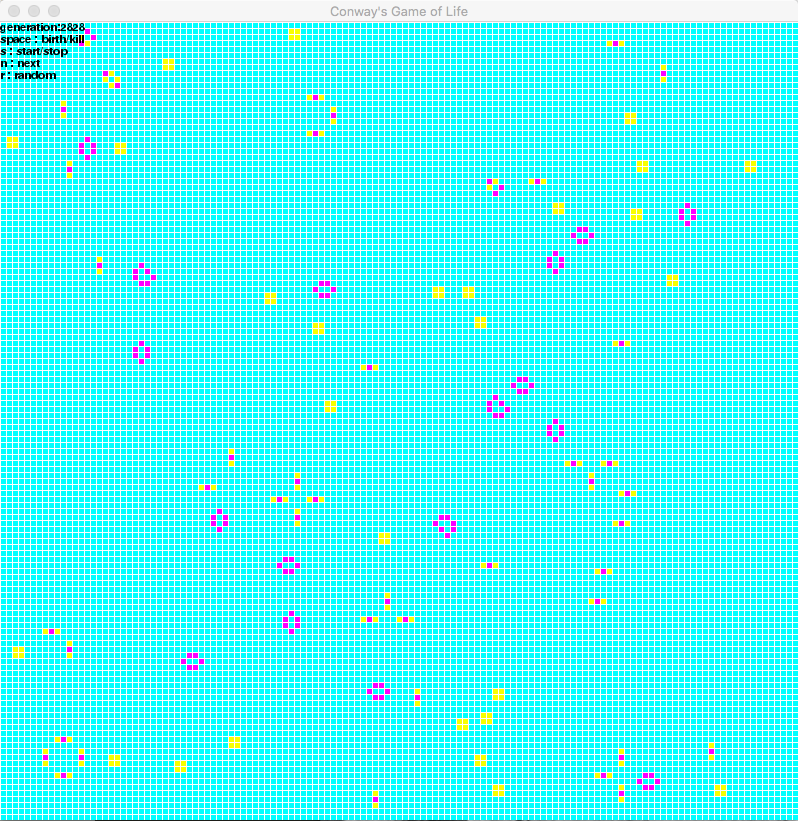 Conway's Game of Life
generation:2828
space : birth/kill
s : start/stop
n : next
r : random